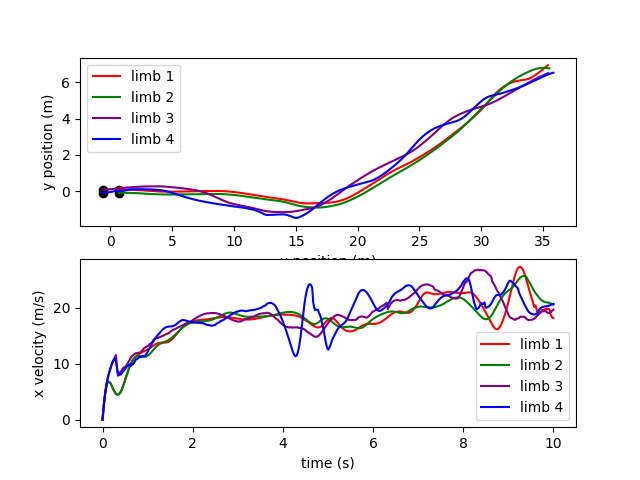 6
4
2
0
y position (m)
limb 1
limb 2
limb 3
limb 4
0 5 10 15 20 25 30 35
x position (m)
20
10
0
x velocity (m/s)
limb 1
limb 2
limb 3
limb 4
0 2 4 6 8 10
time (s)